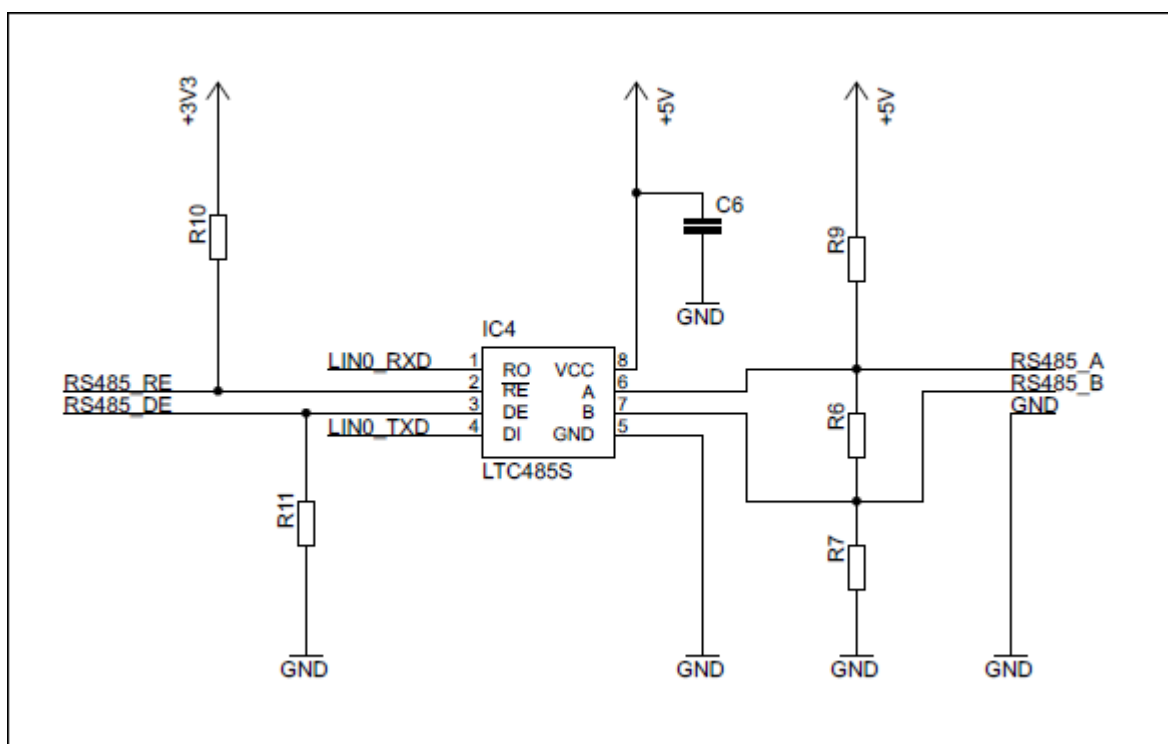 +3V3
+5V
+5V
R10
C6
R9
GND
IC4
LIN0_RXD 1 RO VCC 8 RS485_A
RS485_RE 2 RE A 6 RS485_B
RS485_DE 3 DE B 7 GND
LIN0_TXD 4 DI GND 5
R6
LTC485S
R11
R7
GND
GND
GND
GND